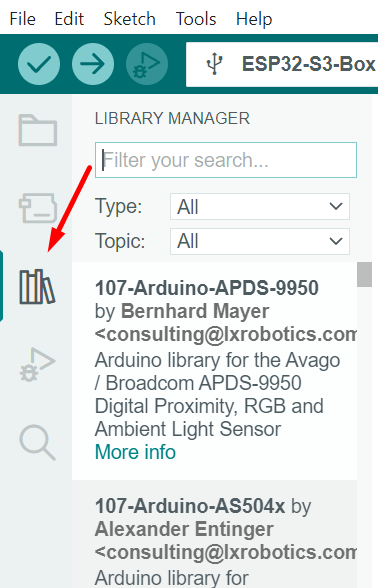 File Edit Sketch Tools Help
ESP32-S3-Box
LIBRARY MANAGER
Filter your search...
Type: All
Topic: All
107-Arduino-APDS-9950
by Bernhard Mayer
<consulting@lxrobotics.com
Arduino library for the Avago
/ Broadcom APDS-9950
Digital Proximity, RGB and
Ambient Light Sensor
More info
107-Arduino-AS504x by
Alexander Entinger
<consulting@lxrobotics.com
Arduino library for